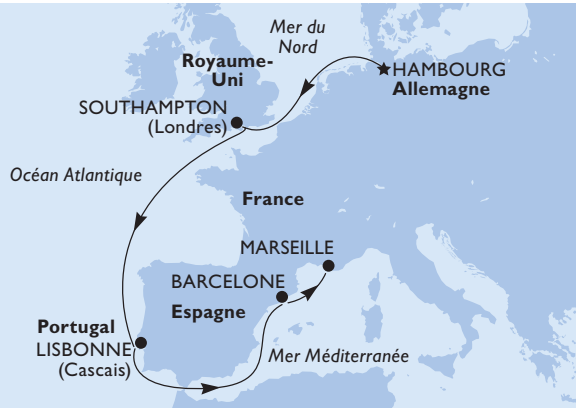 Mer du
Nord
Royaume-
Uni
HAMBOURG
Allemagne
SOUTHAMPTON
(Londres)
Océan Atlantique
France
MARSEILLE
BARCELONE
Espagne
Portugal
LISBONNE
(Cascais)
Mer Méditerranée